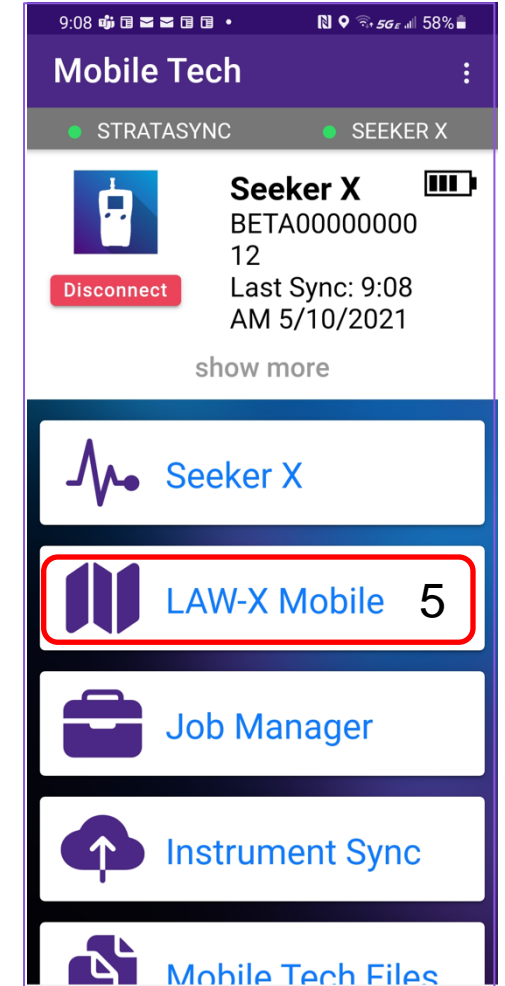 9:08 5GE 58%
Mobile Tech
STRATASYNC SEEKER X
Seeker X
BETA00000000
12
Disconnect
Last Sync: 9:08
AM 5/10/2021
show more
Seeker X
LAW-X Mobile 5
Job Manager
Instrument Sync
Mobile Tech Files